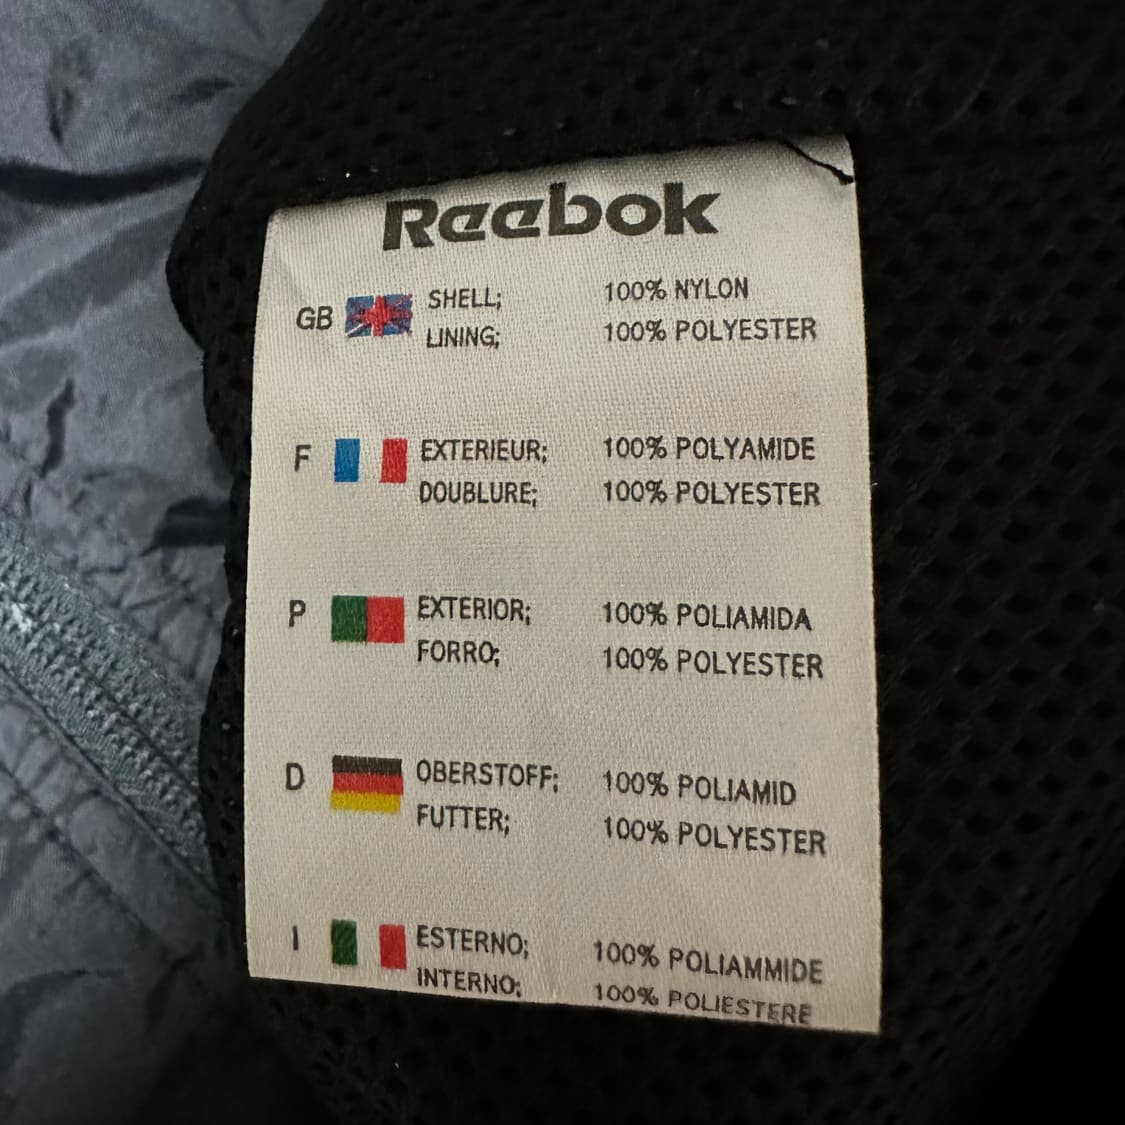 Reebok
GB SHELL; 100% NYLON
LINING; 100% POLYESTER
F EXTERIEUR; 100% POLYAMIDE
DOUBLURE; 100% POLYESTER
P EXTERIOR; 100% POLIAMIDA
FORRO; 100% POLYESTER
D OBERSTOFF; 100% POLIAMID
FUTTER; 100% POLYESTER
I ESTERNO; 100% POLIAMMIDE
INTERNO; 100% POLIESTERE